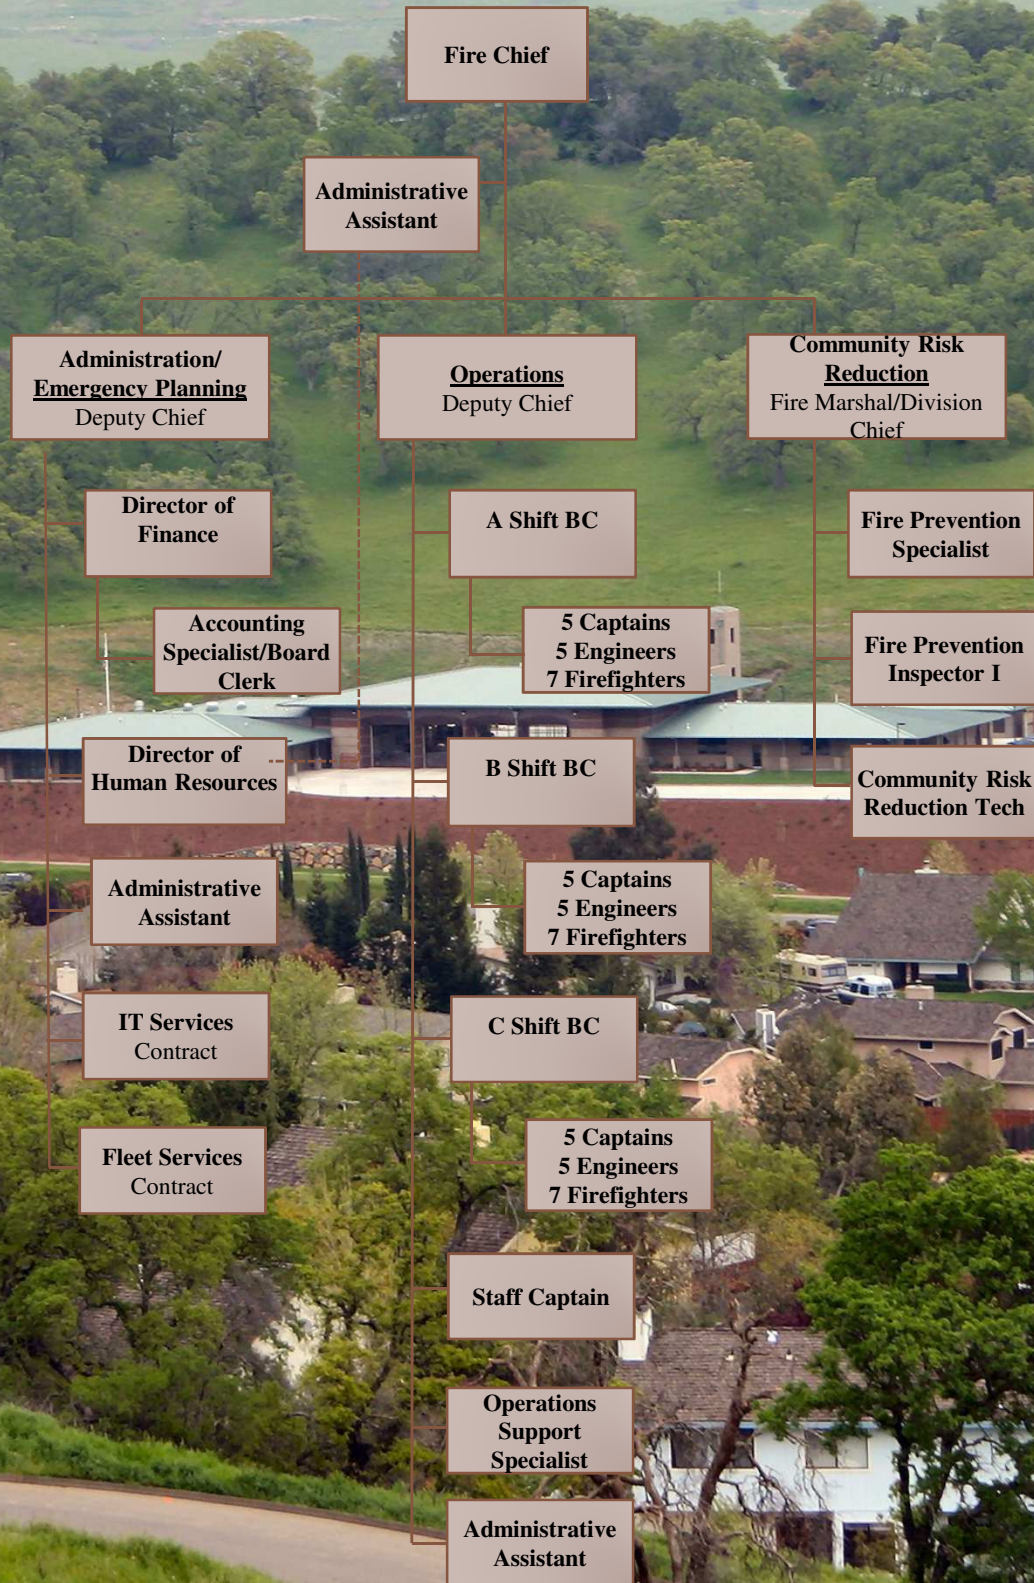 Fire Chief
Administrative
Assistant
Administration/
Emergency Planning
Deputy Chief
Operations
Deputy Chief
Community Risk
Reduction
Fire Marshal/Division
Chief
Director of
Finance
Accounting
Specialist/Board
Clerk
Director of
Human Resources
Administrative
Assistant
IT Services
Contract
Fleet Services
Contract
A Shift BC
5 Captains
5 Engineers
7 Firefighters
B Shift BC
5 Captains
5 Engineers
7 Firefighters
C Shift BC
5 Captains
5 Engineers
7 Firefighters
Staff Captain
Operations
Support
Specialist
Administrative
Assistant
Fire Prevention
Specialist
Fire Prevention
Inspector I
Community Risk
Reduction Tech